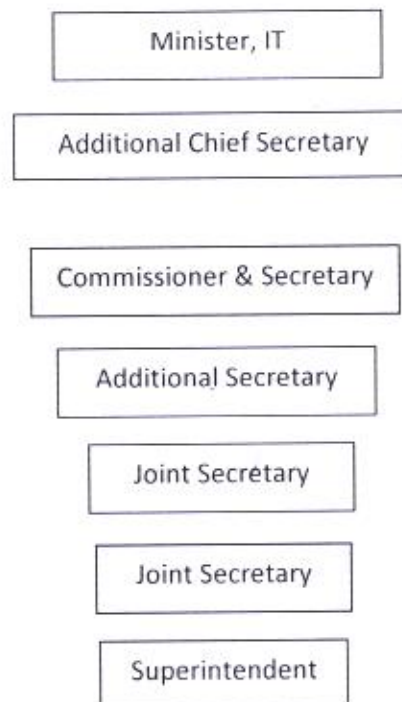 Minister, IT
Additional Chief Secretary
Commissioner & Secretary
Additional Secretary
Joint Secretary
Joint Secretary
Superintendent